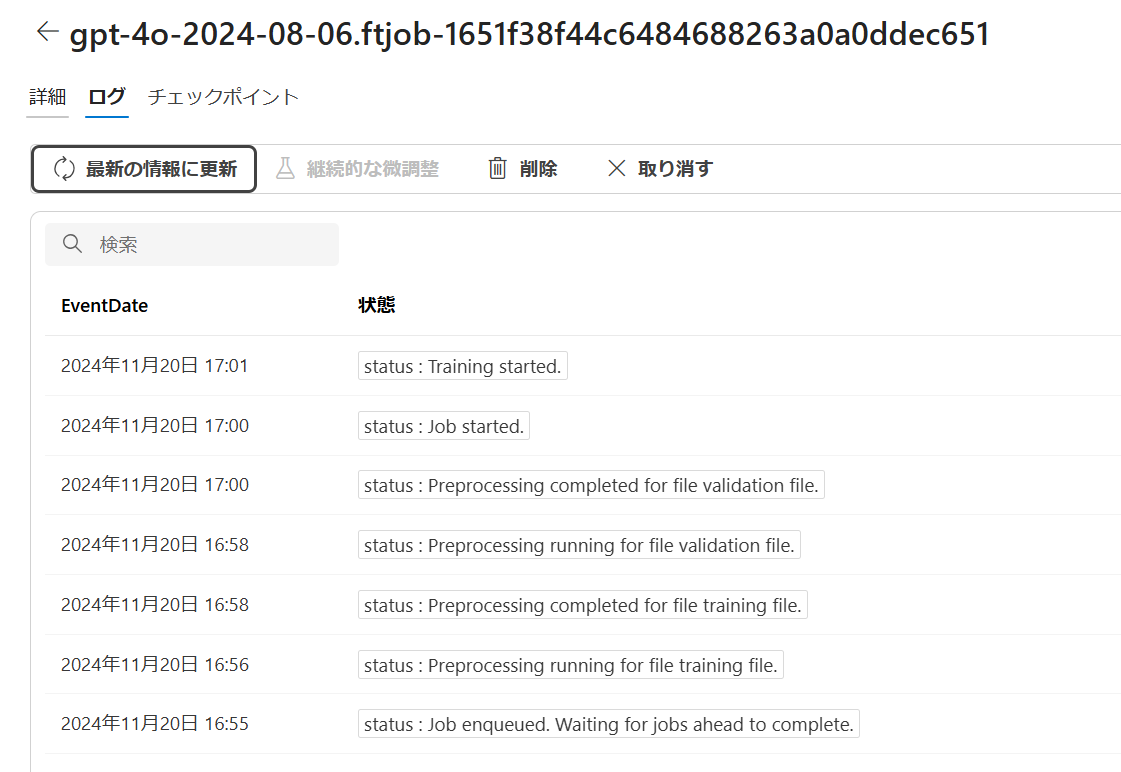 gpt-4o-2024-08-06.ftjob-1651f38f44c6484688263a0a0ddec651
詳細 ログ チェックポイント
最新の情報に更新 継続的な微調整 削除 取り消す
検索
EventDate 状態
2024年11月20日 17:01 status : Training started.
2024年11月20日 17:00 status : Job started.
2024年11月20日 17:00 status : Preprocessing completed for file validation file.
2024年11月20日 16:58 status : Preprocessing running for file validation file.
2024年11月20日 16:58 status : Preprocessing completed for file training file.
2024年11月20日 16:56 status : Preprocessing running for file training file.
2024年11月20日 16:55 status : Job enqueued. Waiting for jobs ahead to complete.